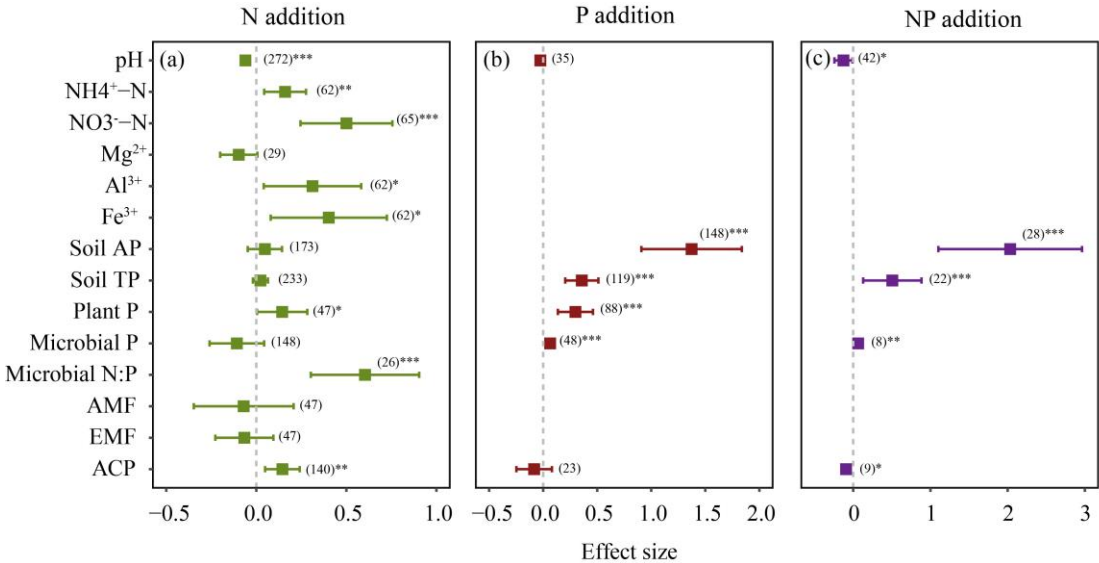 N addition
P addition
NP addition
(a)
(b)
(c)
pH (272)*** (35) (42)*
NH4⁺−N (62)**
NO3⁻−N (65)***
Mg²⁺ (29)
Al³⁺ (62)*
Fe³⁺ (62)*
Soil AP (173) (148)*** (28)***
Soil TP (233) (119)*** (22)***
Plant P (47)* (88)***
Microbial P (148) (48)*** (8)**
Microbial N:P (26)***
AMF (47)
EMF (47)
ACP (140)** (23) (9)*
−0.5 0.0 0.5 1.0
−0.5 0.0 0.5 1.0 1.5 2.0
0 1 2 3
Effect size